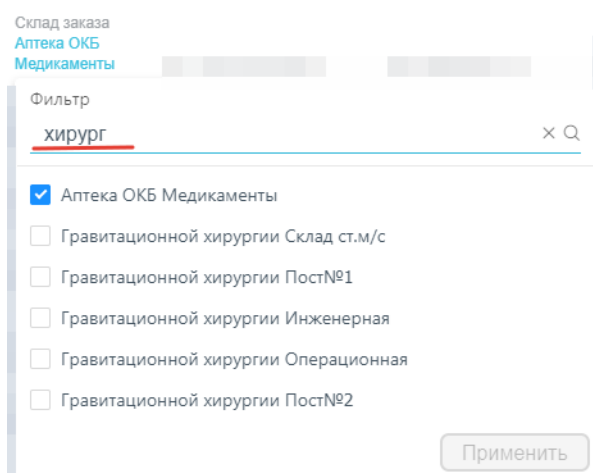 Склад заказа
Аптека ОКБ
Медикаменты
Фильтр
хирург
Аптека ОКБ Медикаменты
Гравитационной хирургии Склад ст.м/с
Гравитационной хирургии Пост№1
Гравитационной хирургии Инженерная
Гравитационной хирургии Операционная
Гравитационной хирургии Пост№2
Применить